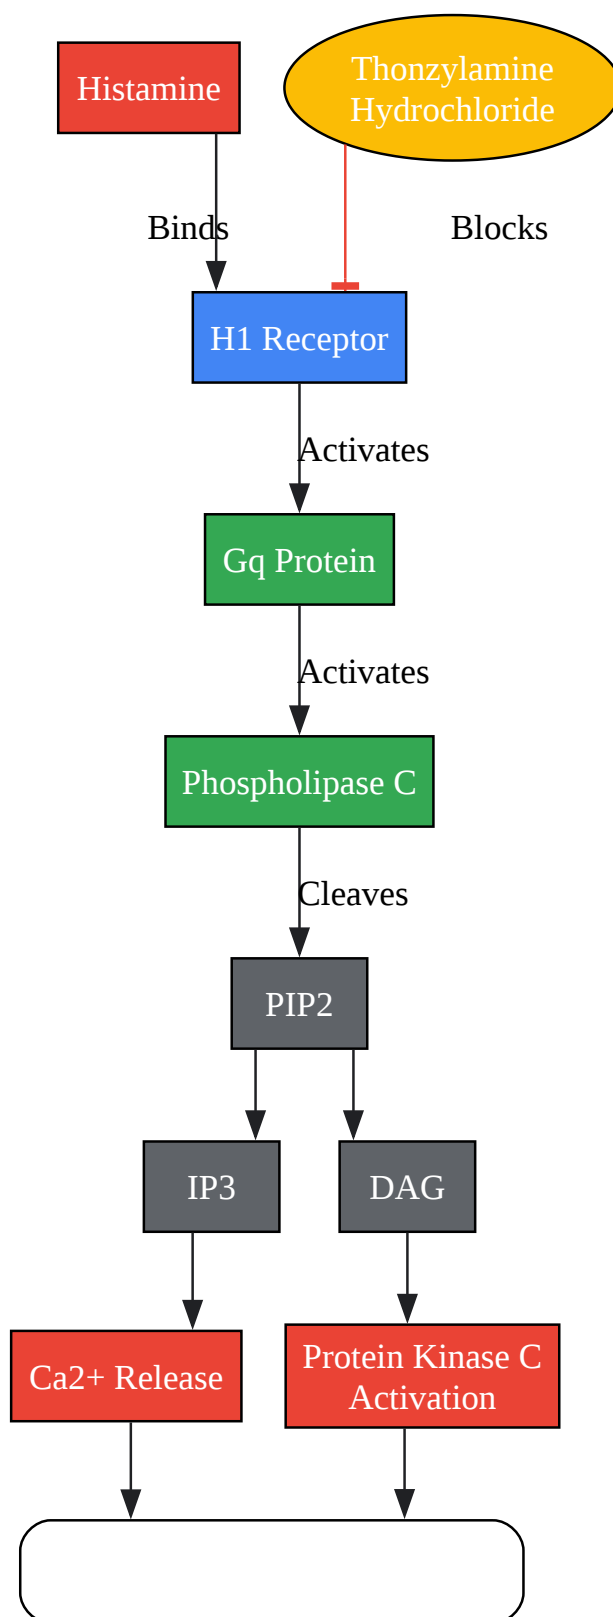 Histamine
Thonzylamine
Hydrochloride
Binds
Blocks
H1 Receptor
Activates
Gq Protein
Activates
Phospholipase C
Cleaves
PIP2
IP3
DAG
Ca2+ Release
Protein Kinase C
Activation